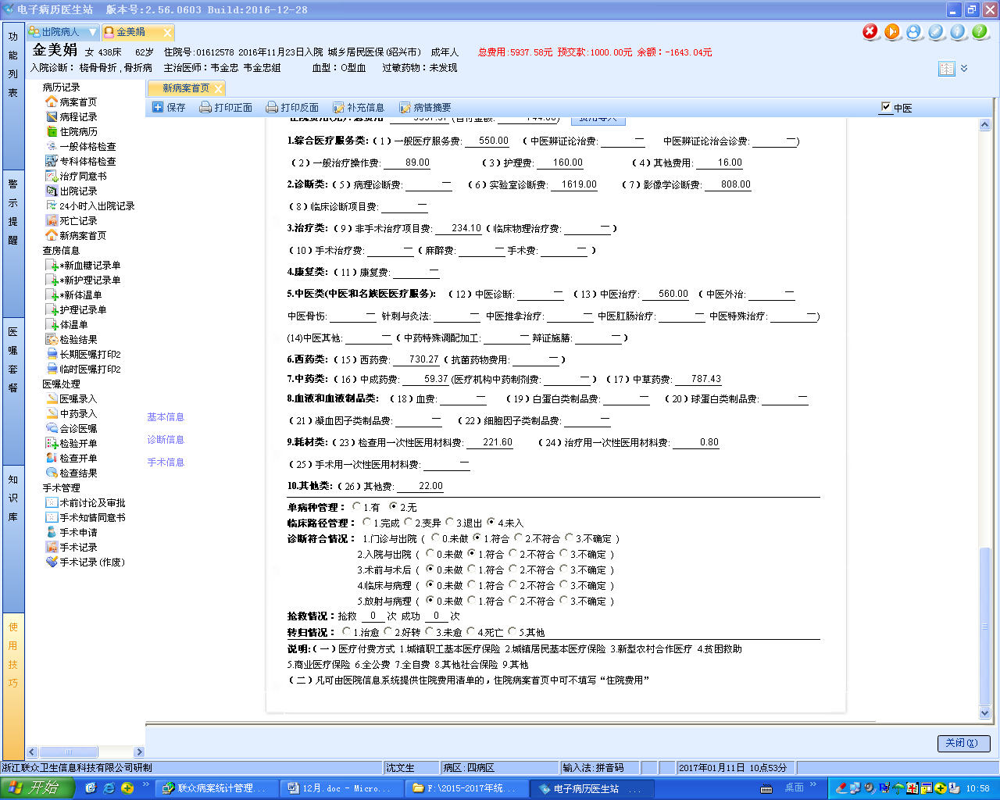 电子病历医生站 版本号:2.56.0603 Build:2016-12-28
功能列表
警示提醒
医嘱套餐
知识库
使用技巧
出院病人
金美娟
金美娟 女 438床 62岁 住院号:01612578 2016年11月23日入院 城乡居民医保(绍兴市) 成年人 总费用:5937.58元 预交款:1000.00元 余额:-1643.04元
入院诊断: 桡骨骨折,骨折病 主治医师:韦金忠 韦金忠组 血型:O型血 过敏药物:未发现
病历记录
病案首页
病程记录
住院病历
一般体格检查
专科体格检查
治疗同意书
出院记录
24小时入出院记录
死亡记录
新病案首页
查房信息
*新血糖记录单
*新护理记录单
*新体温单
护理记录单
体温单
检验结果
长期医嘱打印2
临时医嘱打印2
医嘱处理
医嘱录入
中药录入
会诊医嘱
检验开单
检查开单
检查结果
手术管理
术前讨论及审批
手术知情同意书
手术申请
手术记录
手术记录(作废)
新病案首页
保存 打印正面 打印反面 补充信息 病情摘要 中医
基本信息
诊断信息
手术信息
1.综合医疗服务类:(1)一般医疗服务费: 550.00 (中医辨证论治费: — 中医辨证论治会诊费: —)
(2)一般治疗操作费: 89.00 (3)护理费: 160.00 (4)其他费用: 16.00
2.诊断类:(5)病理诊断费: — (6)实验室诊断费: 1619.00 (7)影像学诊断费: 808.00
(8)临床诊断项目费: —
3.治疗类:(9)非手术治疗项目费: 234.10 (临床物理治疗费: —)
(10)手术治疗费: — (麻醉费: — 手术费: —)
4.康复类:(11)康复费: —
5.中医类(中医和名族医医疗服务): (12)中医诊断: — (13)中医治疗: 560.00 (中医外治: —
中医骨伤: — 针刺与灸法: — 中医推拿治疗: — 中医肛肠治疗: — 中医特殊治疗: —)
(14)中医其他: — (中药特殊调配加工: — 辩证施膳: —)
6.西药类:(15)西药费: 730.27 (抗菌药物费用: —)
7.中药类:(16)中成药费: 59.37 (医疗机构中药制剂费: —) (17)中草药费: 787.43
8.血液和血液制品类: (18)血费: — (19)白蛋白类制品费: — (20)球蛋白类制品费: —
(21)凝血因子类制品费: — (22)细胞因子类制品费: —
9.耗材类:(23)检查用一次性医用材料费: 221.60 (24)治疗用一次性医用材料费: 0.80
(25)手术用一次性医用材料费: —
10.其他类:(26)其他费: 22.00
单病种管理: 1.有 2.无
临床路径管理: 1.完成 2.变异 3.退出 4.未入
诊断符合情况: 1.门诊与出院 ( 0.未做 1.符合 2.不符合 3.不确定 )
2.入院与出院 ( 0.未做 1.符合 2.不符合 3.不确定 )
3.术前与术后 ( 0.未做 1.符合 2.不符合 3.不确定 )
4.临床与病理 ( 0.未做 1.符合 2.不符合 3.不确定 )
5.放射与病理 ( 0.未做 1.符合 2.不符合 3.不确定 )
抢救情况:抢救 0 次 成功 0 次
转归情况: 1.治愈 2.好转 3.未愈 4.死亡 5.其他
说明:(一)医疗付费方式 1.城镇职工基本医疗保险 2.城镇居民基本医疗保险 3.新型农村合作医疗 4.贫困救助
5.商业医疗保险 6.全公费 7.全自费 8.其他社会保险 9.其他
(二)凡可由医院信息系统提供住院费用清单的,住院病案首页中可不填写“住院费用”
关闭(X)
浙江联众卫生信息科技有限公司研制 沈文生 病区:四病区 输入法:拼音码 2017年01月11日 10点53分
开始 联众病案统计管理... 12月.doc - Micro... F:\2015-2017年统... 电子病历医生站 ... 桌面 10:58